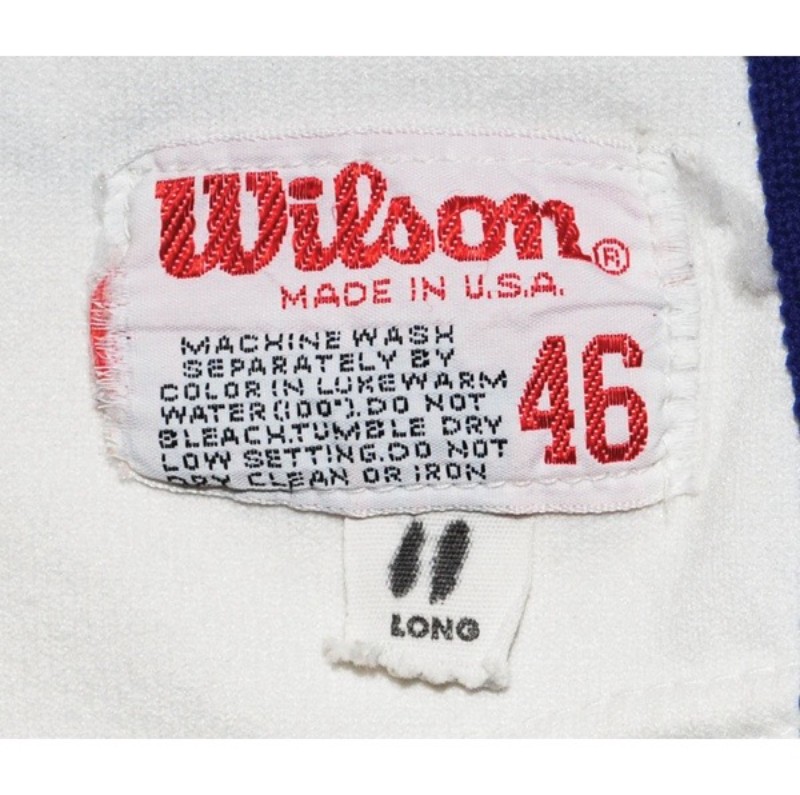 Wilson®
MADE IN U.S.A.
MACHINE WASH
SEPARATELY BY
COLOR IN LUKEWARM
WATER (100°). DO NOT
BLEACH. TUMBLE DRY
LOW SETTING. DO NOT
DRY CLEAN OR IRON
46
LONG